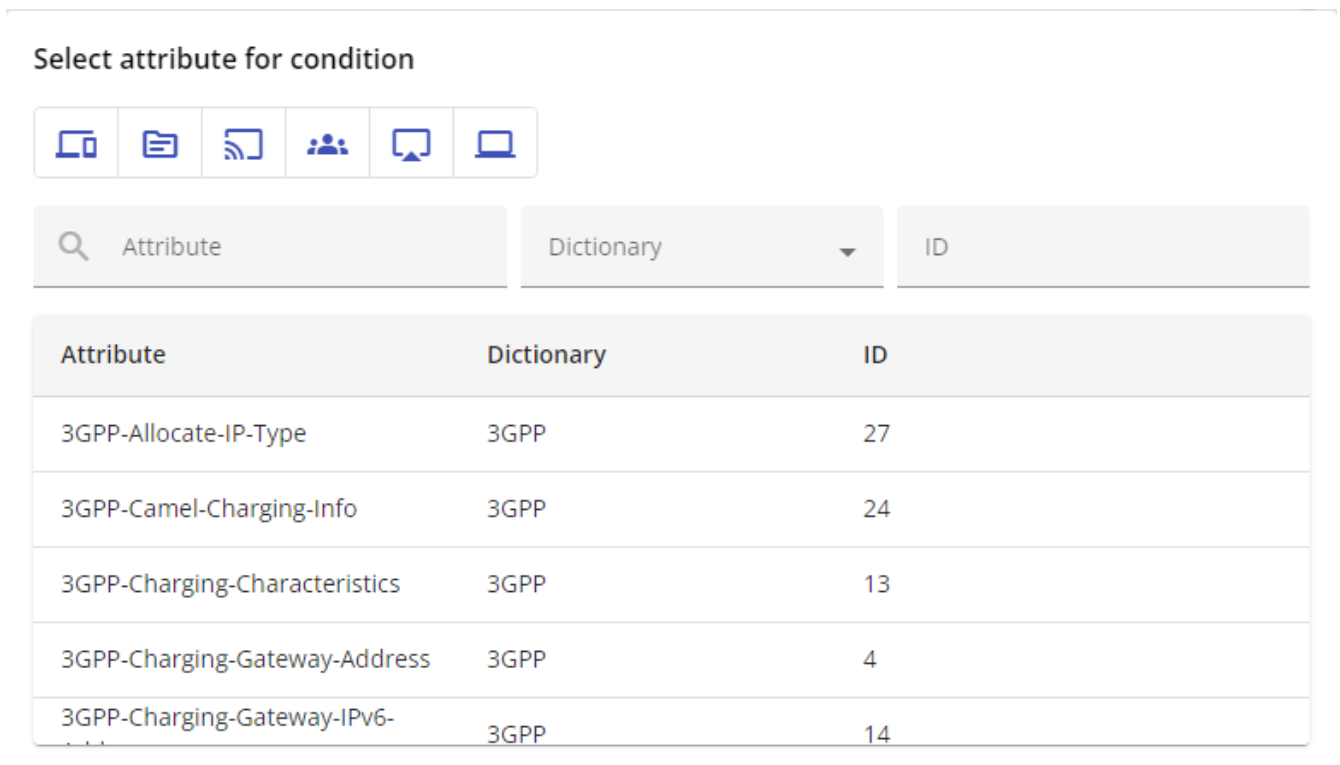 Select attribute for condition
Attribute Dictionary ID
Attribute Dictionary ID
3GPP-Allocate-IP-Type 3GPP 27
3GPP-Camel-Charging-Info 3GPP 24
3GPP-Charging-Characteristics 3GPP 13
3GPP-Charging-Gateway-Address 3GPP 4
3GPP-Charging-Gateway-IPv6-
3GPP 14